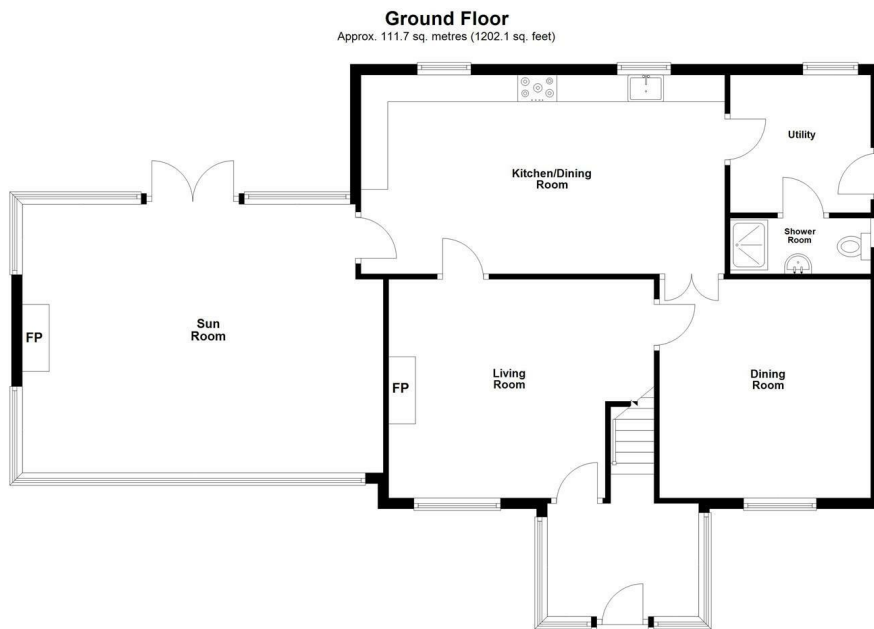 Ground Floor
Approx. 111.7 sq. metres (1202.1 sq. feet)
Utility
Kitchen/Dining
Room
Shower
Room
Sun
Room
FP
Living
Room
FP
Dining
Room